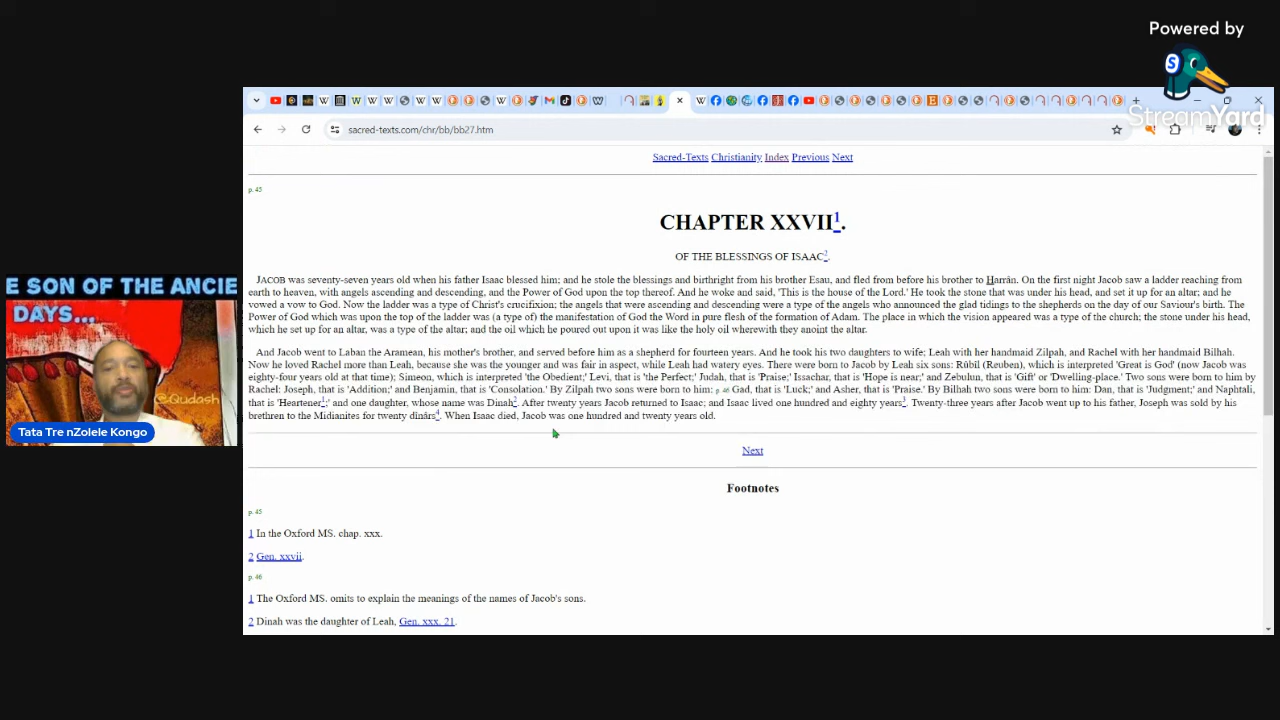 Powered by
StreamYard
sacred-texts.com/chr/bb/bb27.htm
Sacred-Texts Christianity Index Previous Next
p. 45
CHAPTER XXVII1.
OF THE BLESSINGS OF ISAAC2.
JACOB was seventy-seven years old when his father Isaac blessed him; and he stole the blessings and birthright from his brother Esau, and fled from before his brother to Harrân. On the first night Jacob saw a ladder reaching from
earth to heaven, with angels ascending and descending, and the Power of God upon the top thereof. And he woke and said, 'This is the house of the Lord.' He took the stone that was under his head, and set it up for an altar; and he
vowed a vow to God. Now the ladder was a type of Christ's crucifixion; the angels that were ascending and descending were a type of the angels who announced the glad tidings to the shepherds on the day of our Saviour's birth. The
Power of God which was upon the top of the ladder was (a type of) the manifestation of God the Word in pure flesh of the formation of Adam. The place in which the vision appeared was a type of the church; the stone under his head,
which he set up for an altar, was a type of the altar; and the oil which he poured out upon it was like the holy oil wherewith they anoint the altar.
And Jacob went to Laban the Aramean, his mother's brother, and served before him as a shepherd for fourteen years. And he took his two daughters to wife; Leah with her handmaid Zilpah, and Rachel with her handmaid Bilhah.
Now he loved Rachel more than Leah, because she was the younger and was fair in aspect, while Leah had watery eyes. There were born to Jacob by Leah six sons: Rûbîl (Reuben), which is interpreted 'Great is God' (now Jacob was
eighty-four years old at that time); Simeon, which is interpreted 'the Obedient;' Levi, that is 'the Perfect;' Judah, that is 'Praise;' Issachar, that is 'Hope is near;' and Zebulun, that is 'Gift' or 'Dwelling-place.' Two sons were born to him by
Rachel: Joseph, that is 'Addition;' and Benjamin, that is 'Consolation.' By Zilpah two sons were born to him: p. 46 Gad, that is 'Luck;' and Asher, that is 'Praise.' By Bilhah two sons were born to him: Dan, that is 'Judgment;' and Naphtali,
that is 'Heartener1;' and one daughter, whose name was Dinah2. After twenty years Jacob returned to Isaac; and Isaac lived one hundred and eighty years3. Twenty-three years after Jacob went up to his father, Joseph was sold by his
brethren to the Midianites for twenty dinârs4. When Isaac died, Jacob was one hundred and twenty years old.
Next
Footnotes
p. 45
1 In the Oxford MS. chap. xxx.
2 Gen. xxvii.
p. 46
1 The Oxford MS. omits to explain the meanings of the names of Jacob's sons.
2 Dinah was the daughter of Leah, Gen. xxx. 21.
E SON OF THE ANCIE
DAYS...
@Qudash
Tata Tre nZolele Kongo